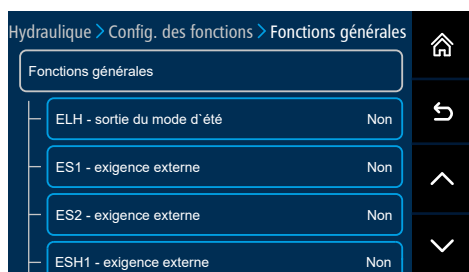 Hydraulique > Config. des fonctions > Fonctions générales
Fonctions générales
ELH - sortie du mode d`été Non
ES1 - exigence externe Non
ES2 - exigence externe Non
ESH1 - exigence externe Non